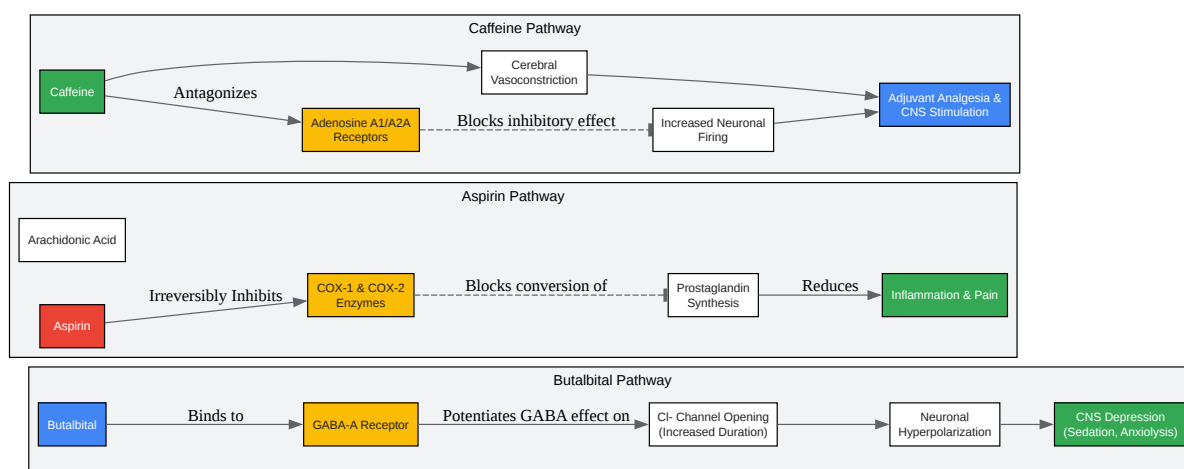 Caffeine Pathway
Caffeine
Antagonizes
Cerebral
Vasoconstriction
Adenosine A1/A2A
Receptors
Blocks inhibitory effect
Increased Neuronal
Firing
Adjuvant Analgesia &
CNS Stimulation
Aspirin Pathway
Arachidonic Acid
Aspirin
Irreversibly Inhibits
COX-1 & COX-2
Enzymes
Blocks conversion of
Prostaglandin
Synthesis
Reduces
Inflammation & Pain
Butalbital Pathway
Butalbital
Binds to
GABA-A Receptor
Potentiates GABA effect on
Cl- Channel Opening
(Increased Duration)
Neuronal
Hyperpolarization
CNS Depression
(Sedation, Anxiolysis)